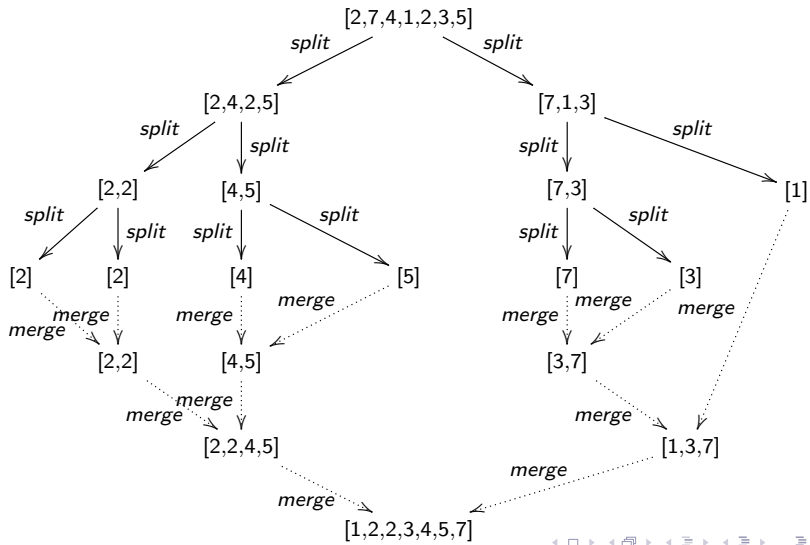 [2,7,4,1,2,3,5]
split split
[2,4,2,5] [7,1,3]
split split split split
[2,2] [4,5] [7,3] [1]
split split split split split split
[2] [2] [4] [5] [7] [3]
merge merge merge merge merge merge merge
[2,2] [4,5] [3,7]
merge merge merge
[2,2,4,5] [1,3,7]
merge merge
[1,2,2,3,4,5,7]